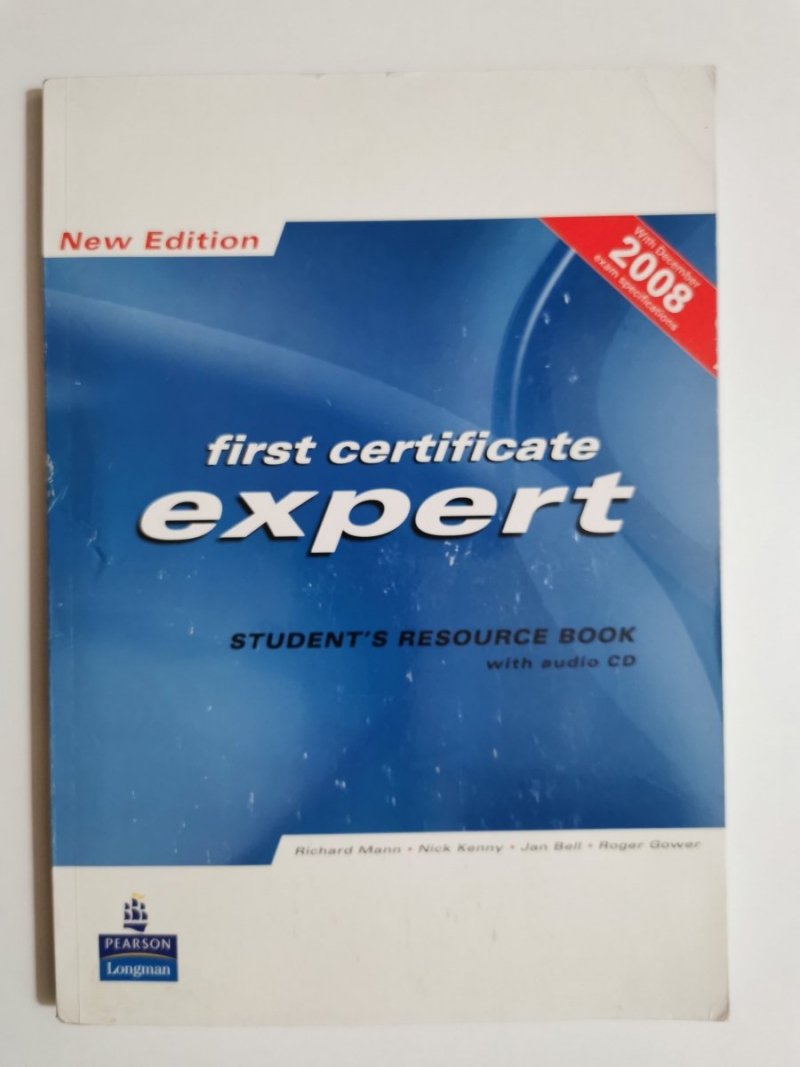 New Edition
With December
2008
exam specifications
first certificate
expert
STUDENT'S RESOURCE BOOK
with audio CD
Richard Mann • Nick Kenny • Jan Bell • Roger Gower
PEARSON
Longman